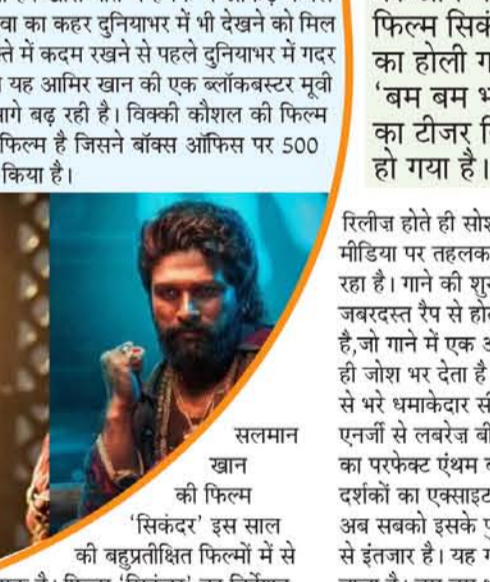 वा का कहर दुनियाभर में भी देखने को मिल
में कदम रखने से पहले दुनियाभर में गदर
यह आमिर खान की एक ब्लॉकबस्टर मूवी
बढ़ रही है। विक्की कौशल की फिल्म
फिल्म है जिसने बॉक्स ऑफिस पर 500
किया है।
सलमान
खान
की फिल्म
‘सिकंदर’ इस साल
की बहुप्रतीक्षित फिल्मों में से
फिल्म सिकं
का होली ग
‘बम बम भ
का टीजर
हो गया है।
रिलीज होते ही सोश
मीडिया पर तहलक
रहा है। गाने की शु
जबरदस्त रैप से हो
है,जो गाने में एक अ
ही जोश भर देता है
से भरे धमाकेदार सी
एनर्जी से लबरेज बी
का परफेक्ट एंथम ब
दर्शकों का एक्साइट
अब सबको इसके पु
से इंतजार है। यह ग